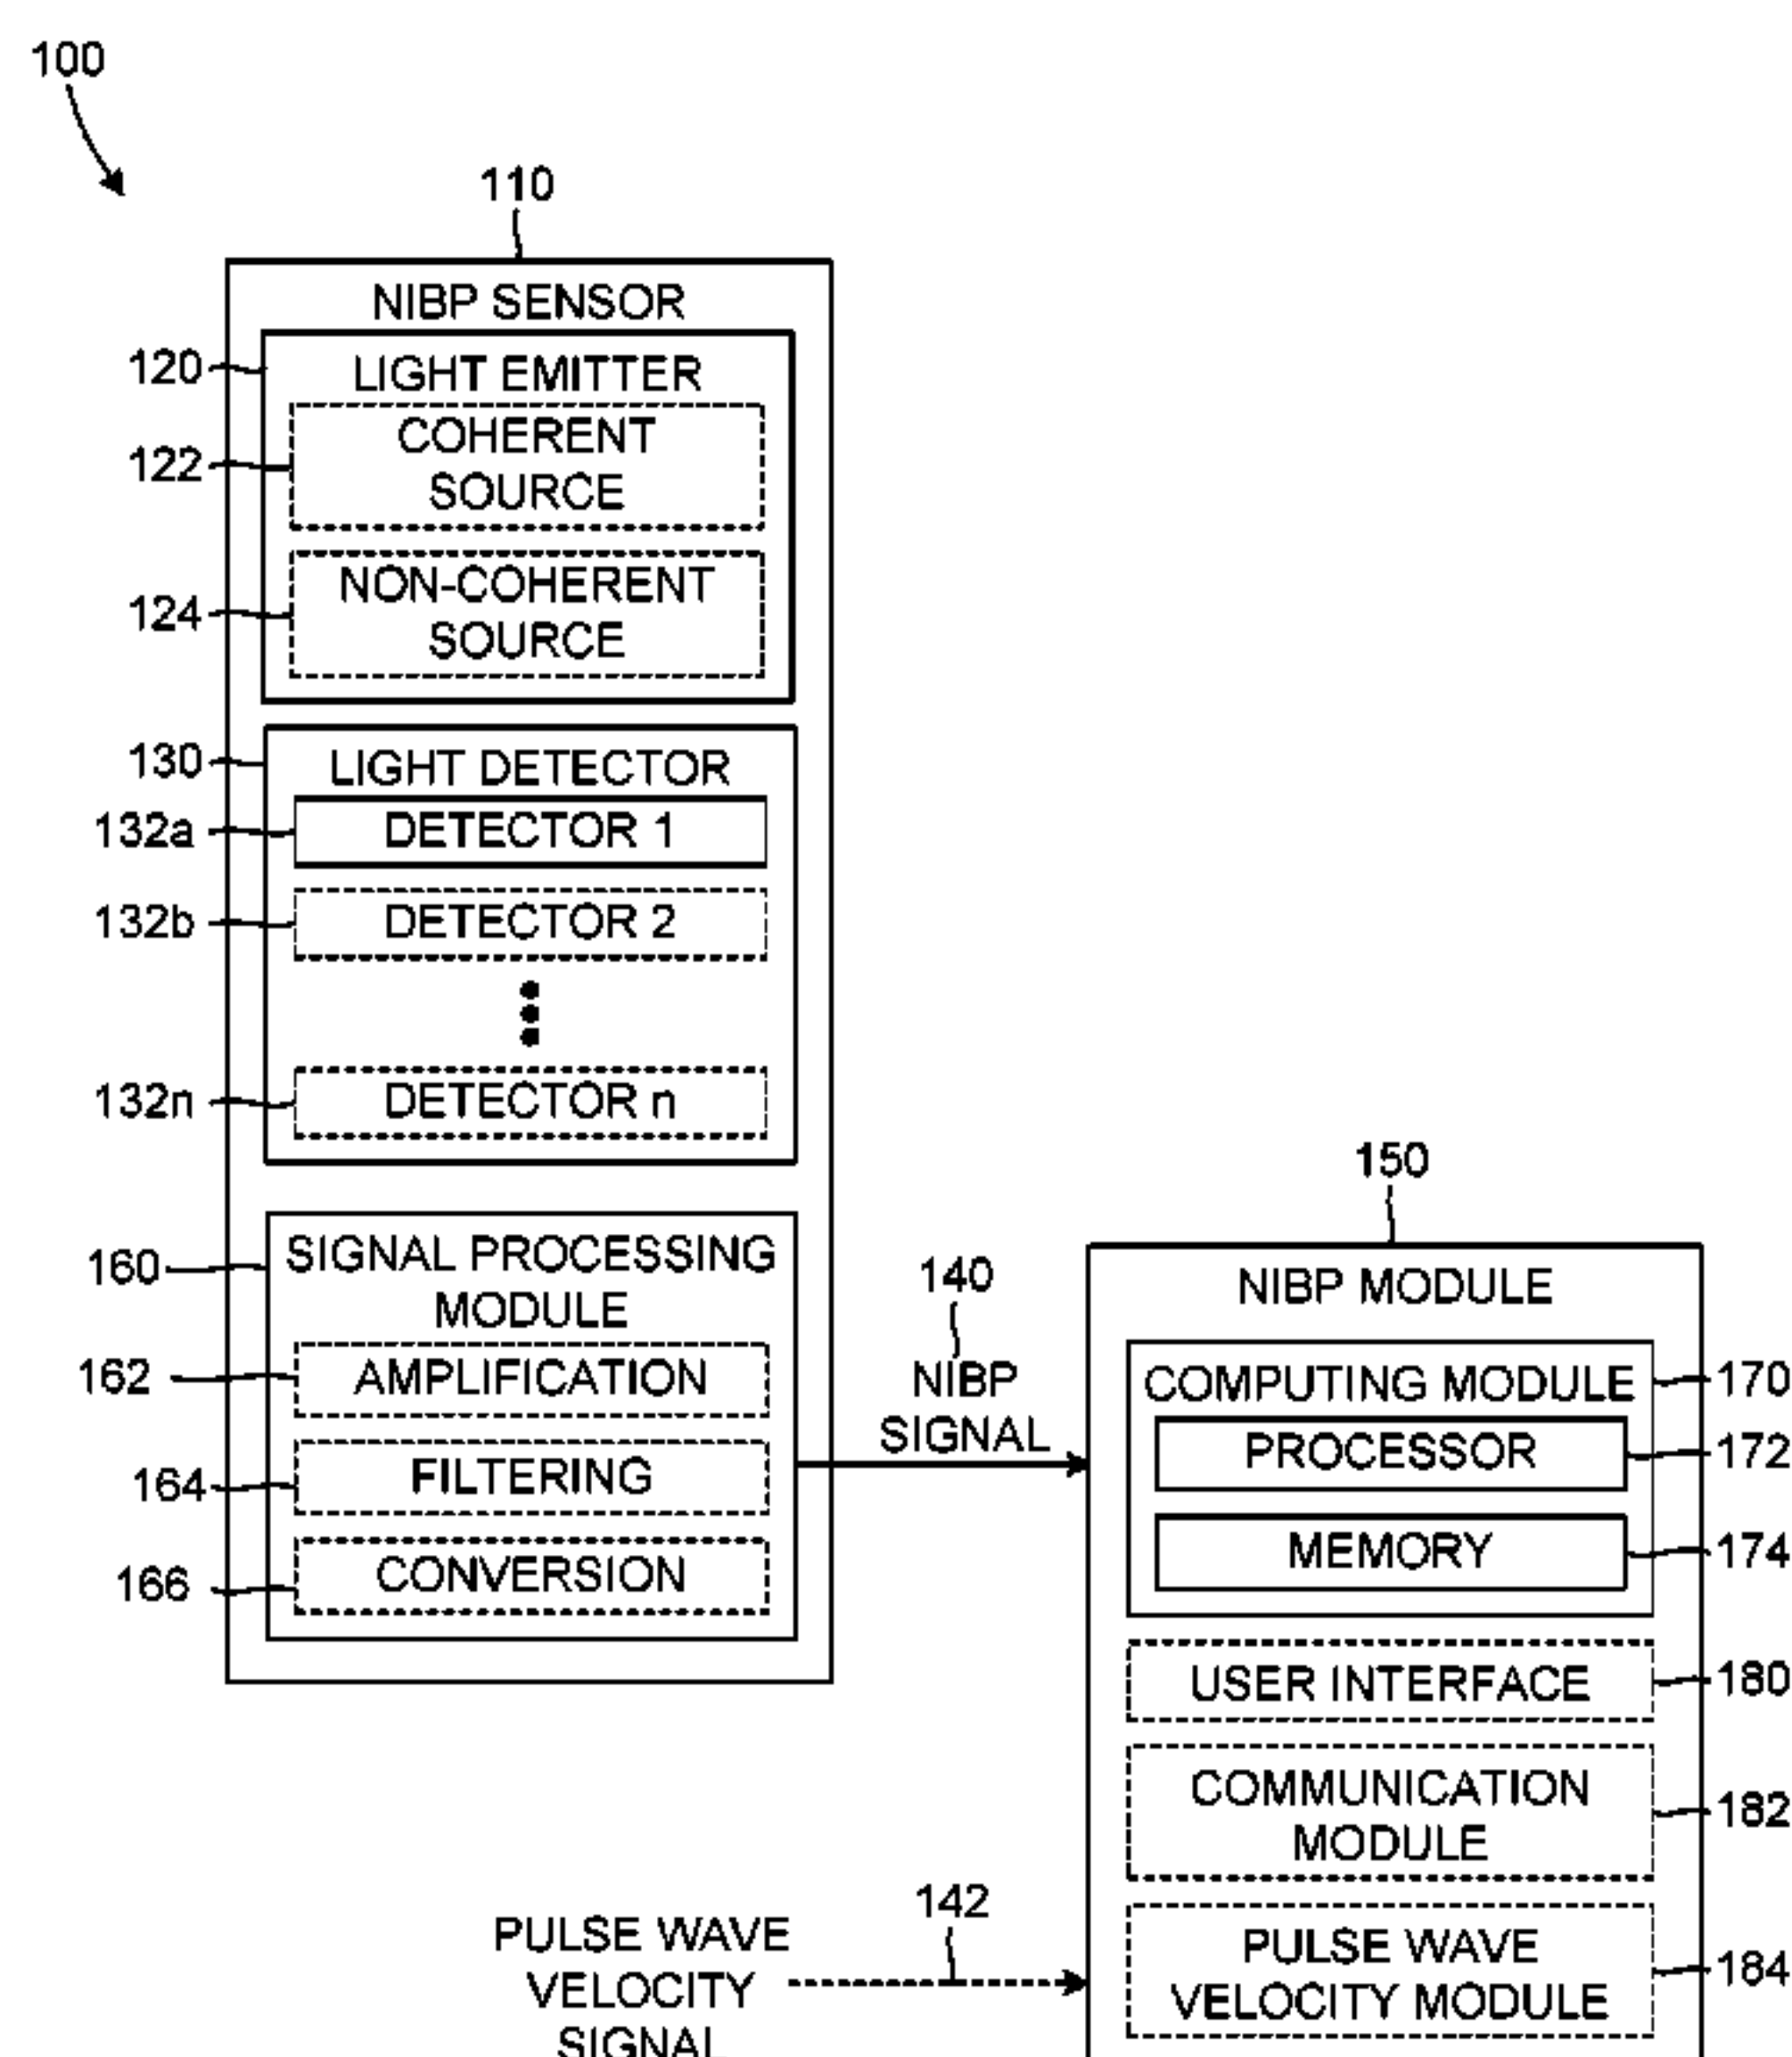 100
110
NIBP SENSOR
120
LIGHT EMITTER
122
COHERENT
SOURCE
124
NON-COHERENT
SOURCE
130
LIGHT DETECTOR
132a
DETECTOR 1
132b
DETECTOR 2
132n
DETECTOR n
160
SIGNAL PROCESSING
MODULE
162
AMPLIFICATION
164
FILTERING
166
CONVERSION
140
NIBP
SIGNAL
150
NIBP MODULE
COMPUTING MODULE
170
PROCESSOR
172
MEMORY
174
USER INTERFACE
180
COMMUNICATION
MODULE
182
142
PULSE WAVE
VELOCITY
SIGNAL
PULSE WAVE
VELOCITY MODULE
184